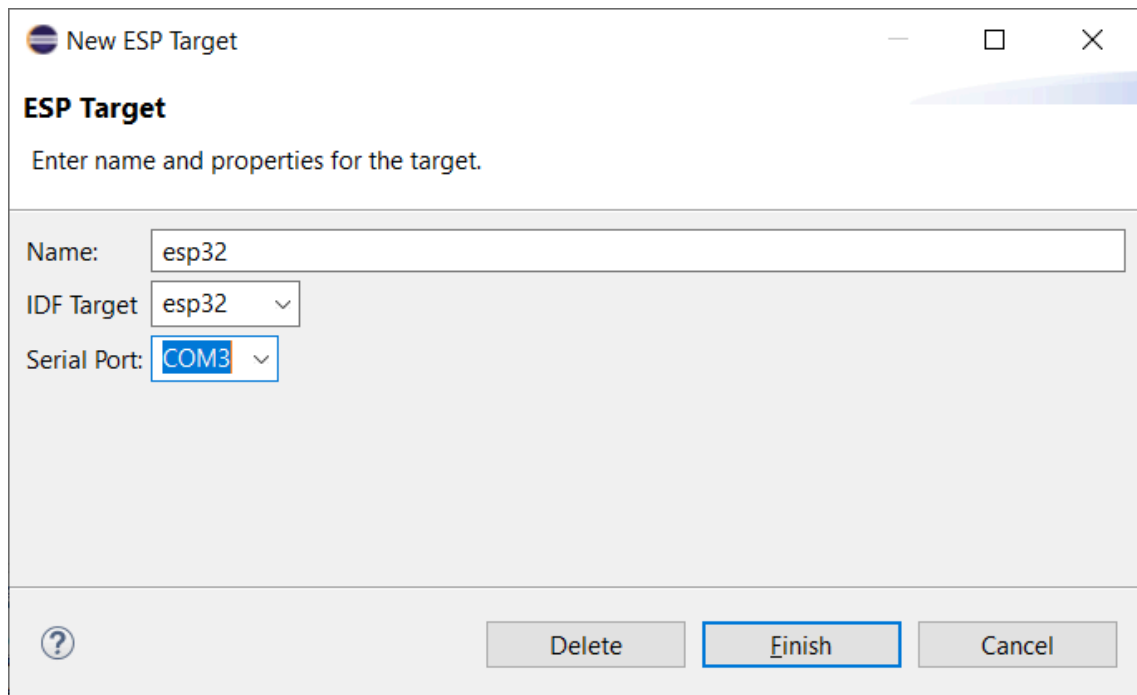 New ESP Target
ESP Target
Enter name and properties for the target.
Name: esp32
IDF Target esp32
Serial Port: COM3
? Delete Finish Cancel